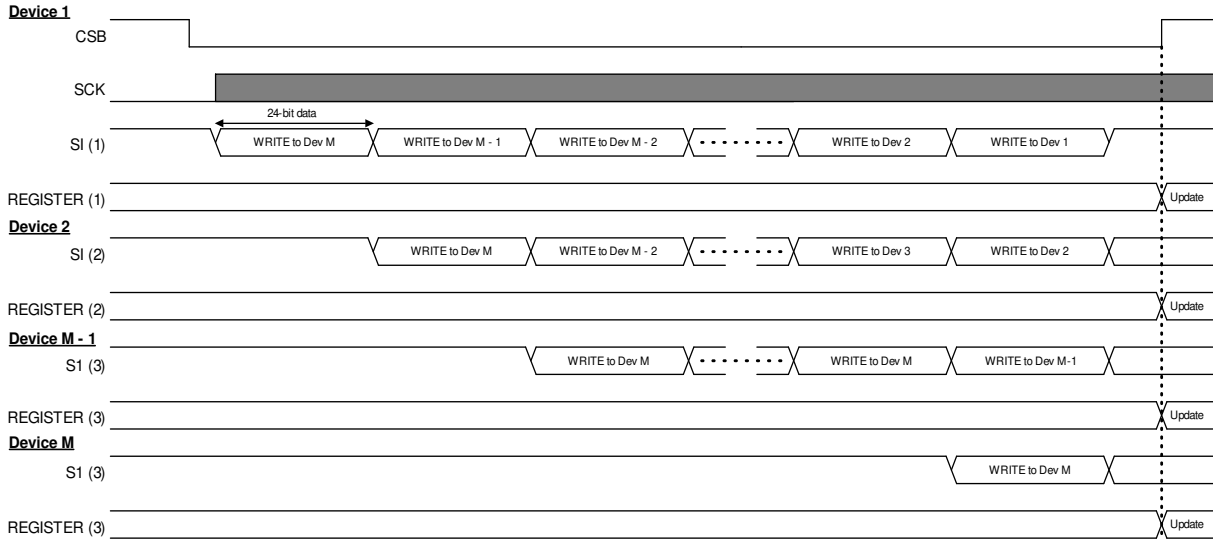 Device 1
CSB
SCK
24-bit data
SI (1) WRITE to Dev M WRITE to Dev M - 1 WRITE to Dev M - 2 WRITE to Dev 2 WRITE to Dev 1
REGISTER (1) Update
Device 2
SI (2) WRITE to Dev M WRITE to Dev M - 2 WRITE to Dev 3 WRITE to Dev 2
REGISTER (2) Update
Device M - 1
S1 (3) WRITE to Dev M WRITE to Dev M WRITE to Dev M-1
REGISTER (3) Update
Device M
S1 (3) WRITE to Dev M
REGISTER (3) Update